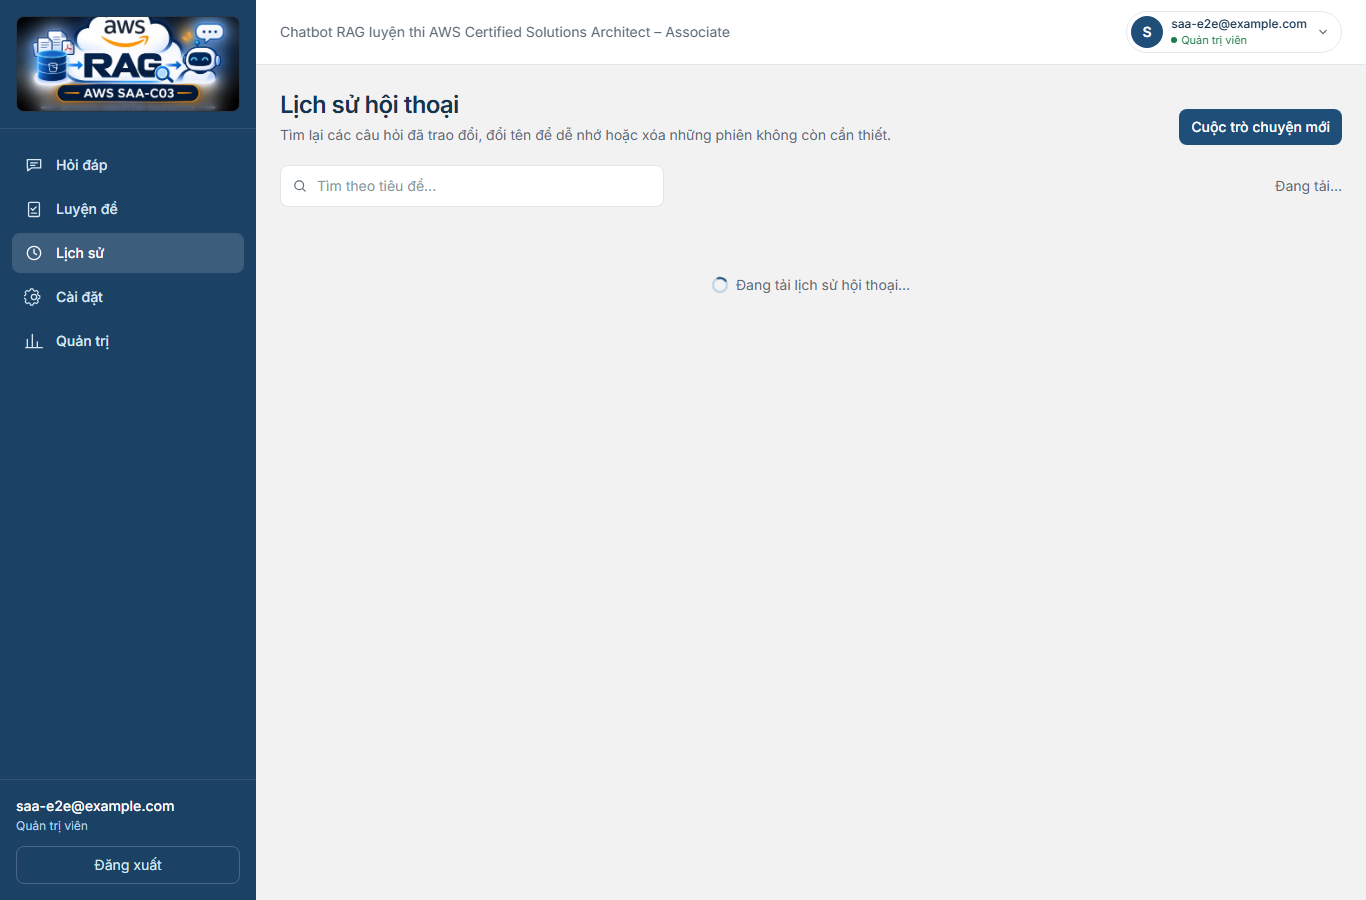 aws
RAG
AWS SAA-C03
Hỏi đáp
Luyện đề
Lịch sử
Cài đặt
Quản trị
saa-e2e@example.com
Quản trị viên
Đăng xuất
Chatbot RAG luyện thi AWS Certified Solutions Architect – Associate
S
saa-e2e@example.com
Quản trị viên
Lịch sử hội thoại
Tìm lại các câu hỏi đã trao đổi, đổi tên để dễ nhớ hoặc xóa những phiên không còn cần thiết.
Cuộc trò chuyện mới
Tìm theo tiêu đề...
Đang tải...
Đang tải lịch sử hội thoại...